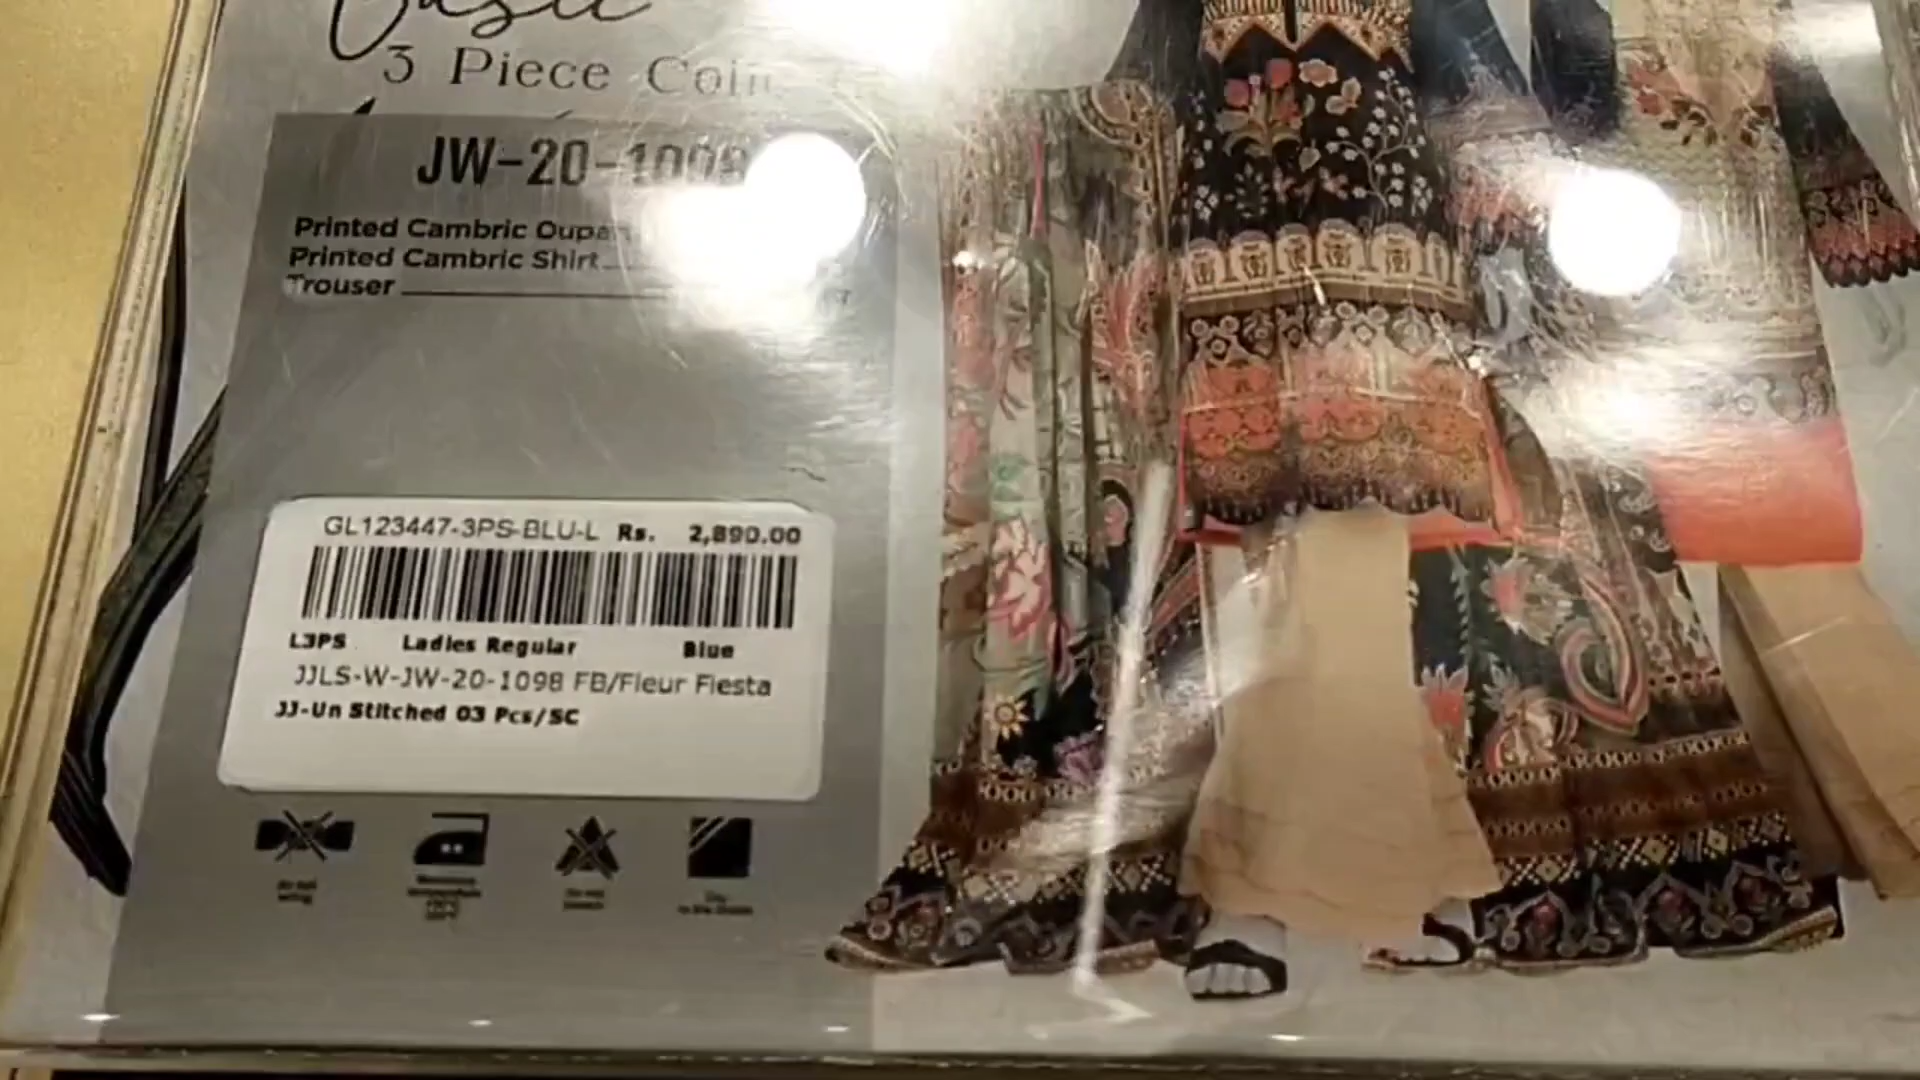 3 Piece
JW-20-1098
Printed Cambric
Printed Cambric Shirt
Trouser
GL123447-3PS-BLU-L Rs. 2,890.00
L3PS Ladies Regular Blue
JJLS-W-JW-20-1098 FB/Fleur Fiesta
JJ-Un Stitched 03 Pcs/SC